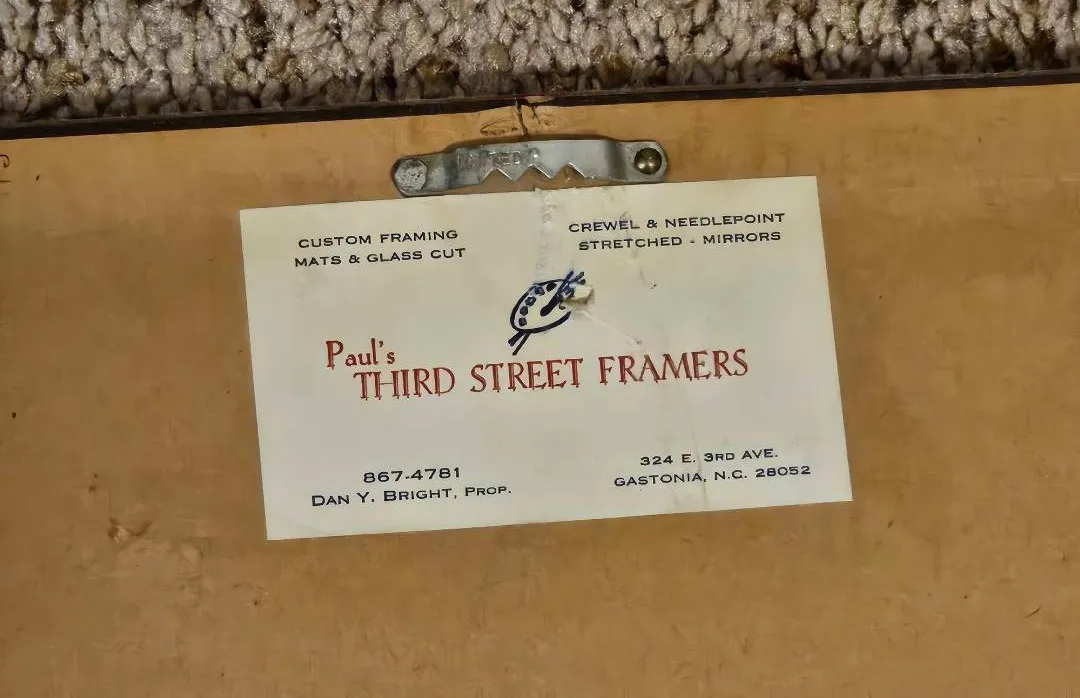 CUSTOM FRAMING
MATS & GLASS CUT
CREWEL & NEEDLEPOINT
STRETCHED - MIRRORS
Paul's
THIRD STREET FRAMERS
867-4781
DAN Y. BRIGHT, PROP.
324 E. 3RD AVE.
GASTONIA, N.C. 28052